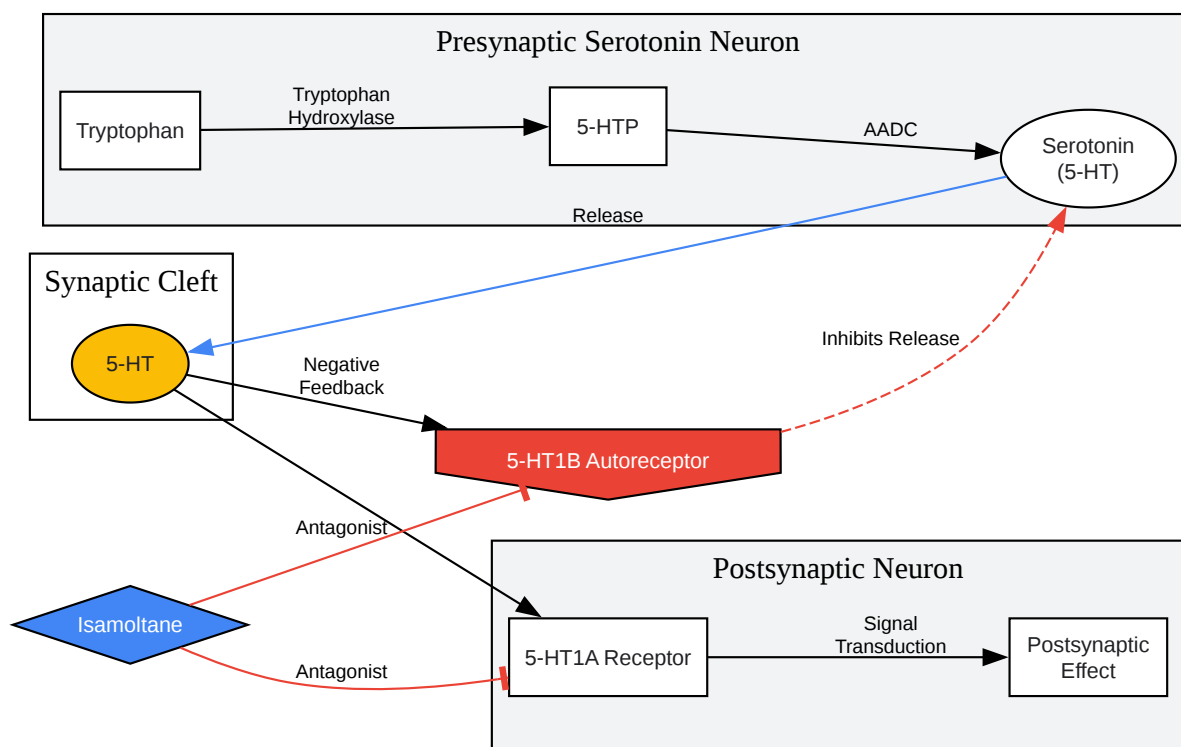 Presynaptic Serotonin Neuron
Tryptophan
Hydroxylase
Tryptophan
5-HTP
AADC
Serotonin
(5-HT)
Release
Synaptic Cleft
5-HT
Negative
Feedback
Inhibits Release
5-HT1B Autoreceptor
Antagonist
Isamoltane
Antagonist
Postsynaptic Neuron
5-HT1A Receptor
Signal
Transduction
Postsynaptic
Effect